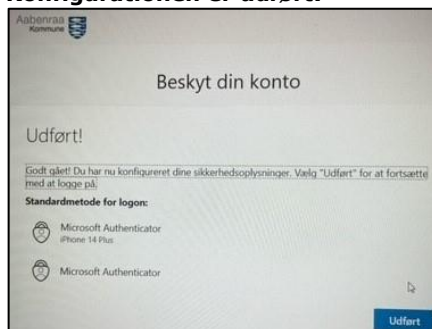 Konfigurationen er udført.
Aabenraa
Kommune
Beskyt din konto
Udført!
Godt gået! Du har nu konfigureret dine sikkerhedsoplysninger. Vælg "Udført" for at fortsætte
med at logge på.
Standardmetode for logon:
Microsoft Authenticator
iPhone 14 Plus
Microsoft Authenticator
Udført